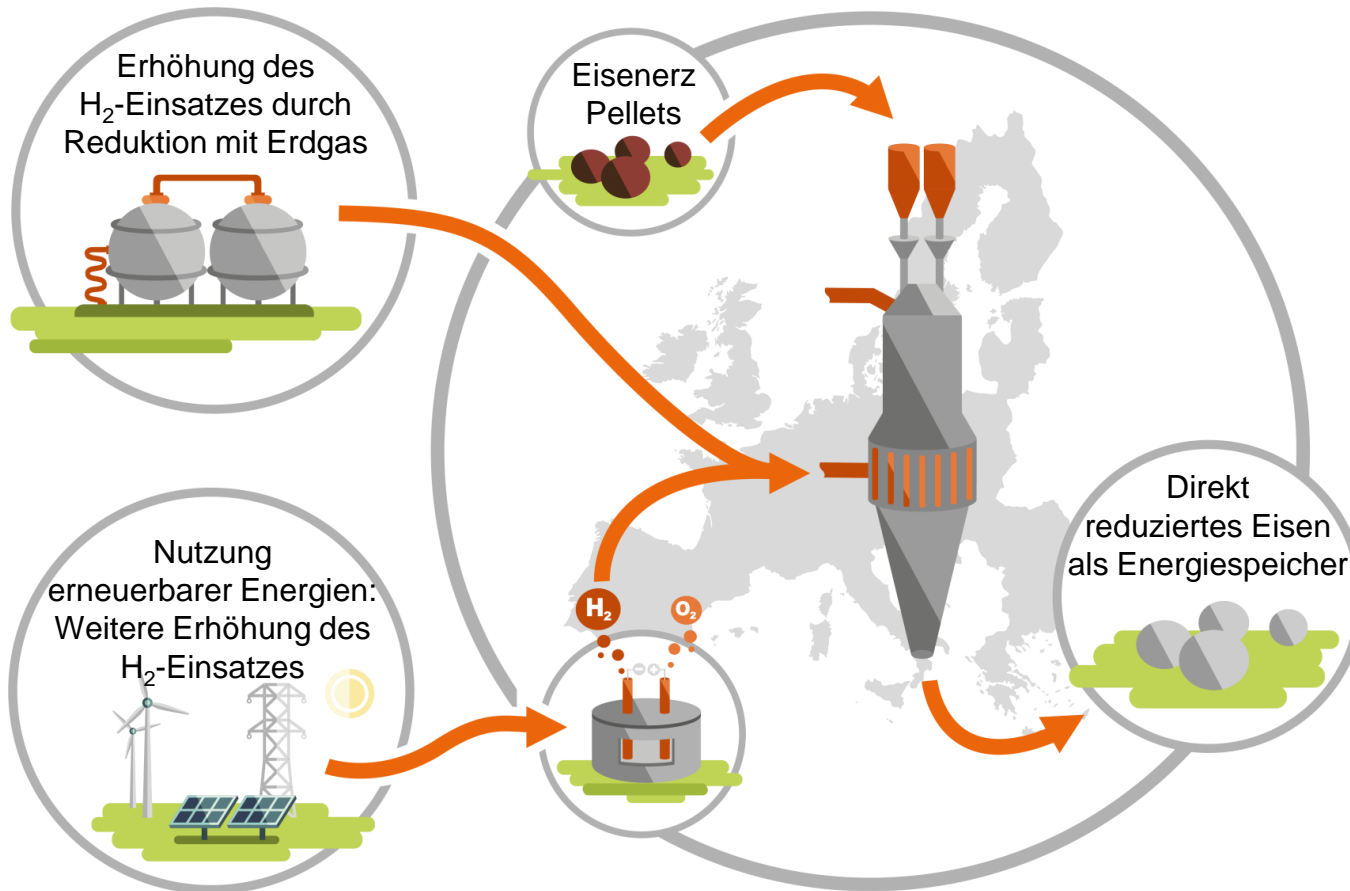 Erhöhung des
H₂-Einsatzes durch
Reduktion mit Erdgas
Eisenerz
Pellets
Direkt
reduziertes Eisen
als Energiespeicher
Nutzung
erneuerbarer Energien:
Weitere Erhöhung des
H₂-Einsatzes
H₂
O₂
− +